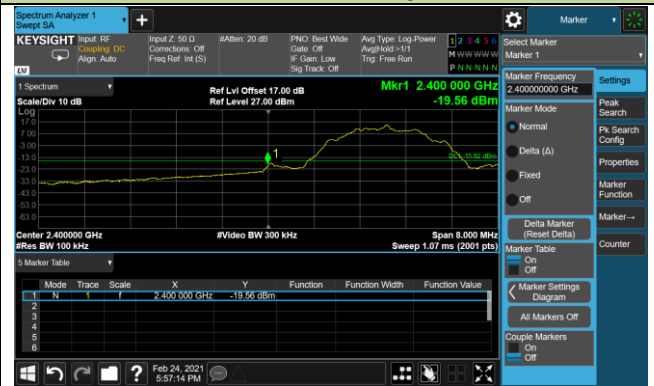 Spectrum Analyzer 1
Swept SA
Marker
KEYSIGHT
Input: RF
Coupling: DC
Align: Auto
Input Z: 50 Ω
Corrections: Off
Freq Ref: Int (S)
#Atten: 20 dB
PNO: Best Wide
Gate: Off
IF Gain: Low
Sig Track: Off
Avg Type: Log-Power
Avg|Hold:>1/1
Trig: Free Run
1 2 3 4 5 6
M W W W W W
P N N N N N
LXI
Select Marker
Marker 1
1 Spectrum
Scale/Div 10 dB
Ref Lvl Offset 17.00 dB
Ref Level 27.00 dBm
Mkr1 2.400 000 GHz
-19.56 dBm
Log
17.0
7.00
-3.00
-13.0
-23.0
-33.0
-43.0
-53.0
-63.0
1
DL1 -15.82 dBm
Center 2.400000 GHz
#Res BW 100 kHz
#Video BW 300 kHz
Span 8.000 MHz
Sweep 1.07 ms (2001 pts)
5 Marker Table
Mode Trace Scale X Y Function Function Width Function Value
1 N 1 f 2.400 000 GHz -19.56 dBm
2
3
4
5
6
Marker Frequency
2.400000000 GHz
Marker Mode
Normal
Delta (Δ)
Fixed
Off
Delta Marker
(Reset Delta)
Marker Table
On
Off
Marker Settings
Diagram
All Markers Off
Couple Markers
On
Off
Settings
Peak
Search
Pk Search
Config
Properties
Marker
Function
Marker→
Counter
?
Feb 24, 2021
5:57:14 PM